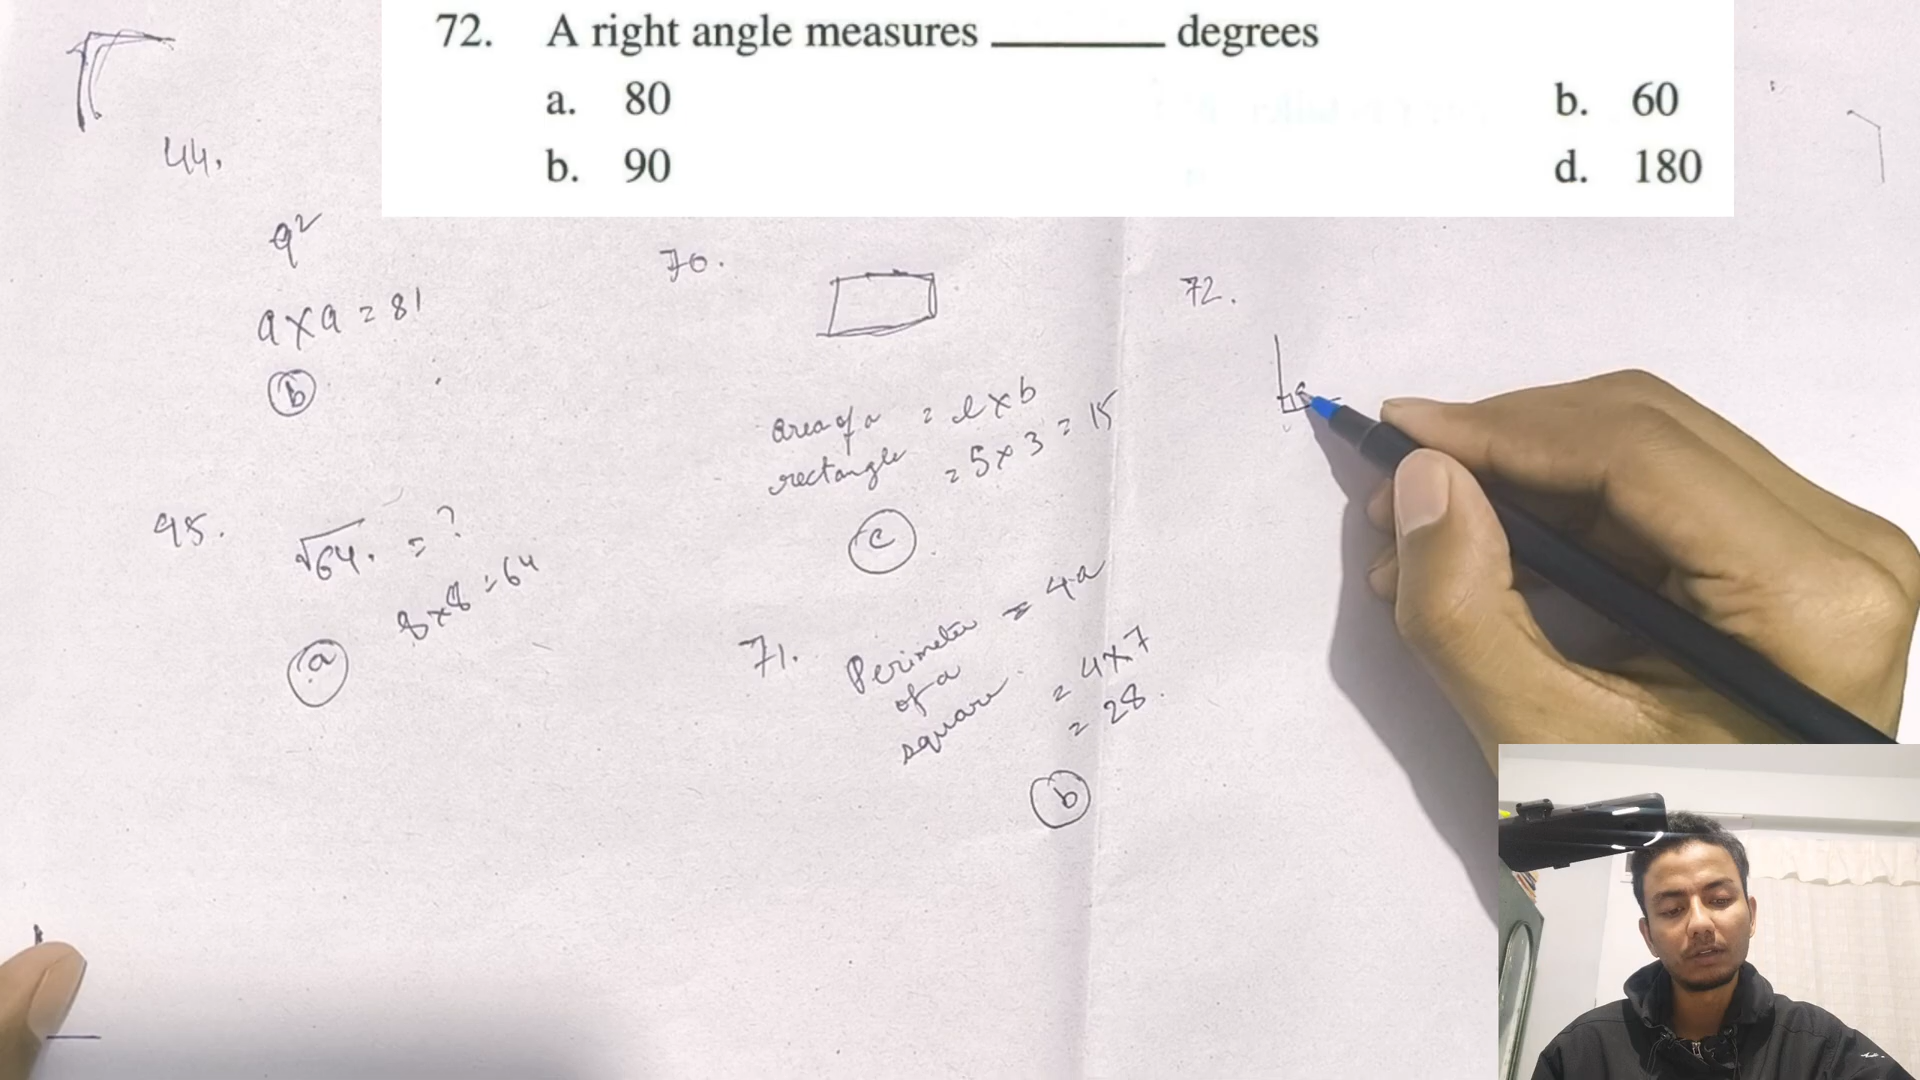 72. A right angle measures ________ degrees
a. 80
b. 60
b. 90
d. 180
44.
9²
9 x 9 = 81
b
45.
√64. = ?
8 x 8 = 64
a
70.
area of a rectangle = l x b
= 5 x 3 = 15
c
71.
Perimeter of a square = 4a
= 4 x 7
= 28.
b
72.